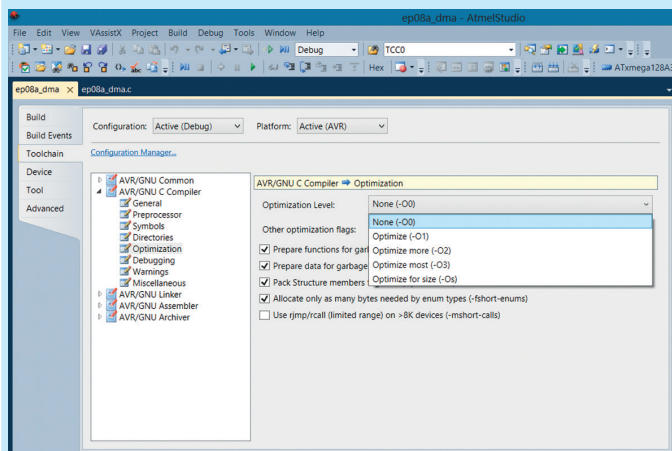 ep08a_dma - AtmelStudio
File Edit View VAssistX Project Build Debug Tools Window Help
Debug TCC0
Hex ATxmega128A3
ep08a_dma × ep08a_dma.c
Build
Build Events
Toolchain
Device
Tool
Advanced
Configuration: Active (Debug) Platform: Active (AVR)
Configuration Manager...
AVR/GNU Common
AVR/GNU C Compiler
General
Preprocessor
Symbols
Directories
Optimization
Debugging
Warnings
Miscellaneous
AVR/GNU Linker
AVR/GNU Assembler
AVR/GNU Archiver
AVR/GNU C Compiler ➡ Optimization
Optimization Level: None (-O0)
None (-O0)
Optimize (-O1)
Optimize more (-O2)
Optimize most (-O3)
Optimize for size (-Os)
Other optimization flags:
Prepare functions for
Prepare data for garbage
Pack Structure members
Allocate only as many bytes needed by enum types (-fshort-enums)
Use rjmp/rcall (limited range) on >8K devices (-mshort-calls)